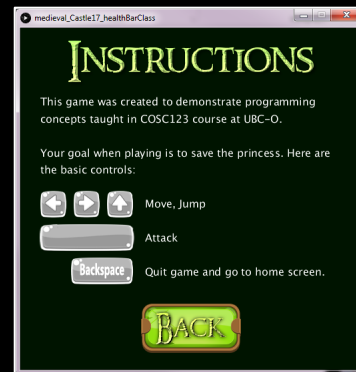 medieval_Castle17_healthBarClass
INSTRUCTIONS
This game was created to demonstrate programming
concepts taught in COSC123 course at UBC-O.
Your goal when playing is to save the princess. Here are
the basic controls:
Move, Jump
Attack
Backspace Quit game and go to home screen.
BACK